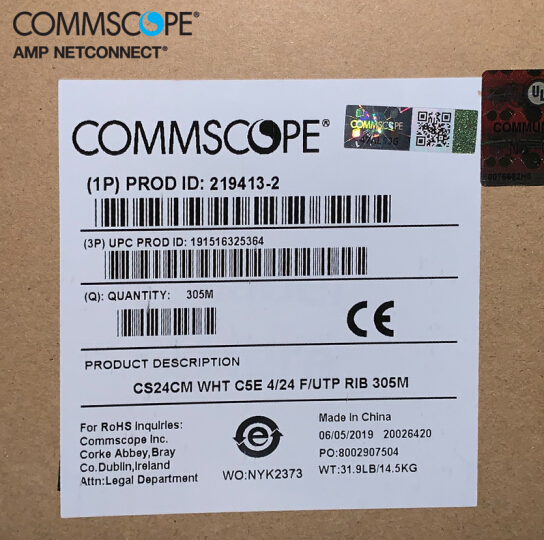 COMMSCOPE®
AMP NETCONNECT®
COMMSCOPE®
COMMSCOPE
UL
(1P) PROD ID: 219413-2
(3P) UPC PROD ID: 191516325364
(Q): QUANTITY: 305M
CE
PRODUCT DESCRIPTION
CS24CM WHT C5E 4/24 F/UTP RIB 305M
For RoHS inquiries:
Commscope Inc.
Corke Abbey,Bray
Co.Dublin,Ireland
Attn:Legal Department
e
WO:NYK2373
Made in China
06/05/2019 20026420
PO:8002907504
WT:31.9LB/14.5KG